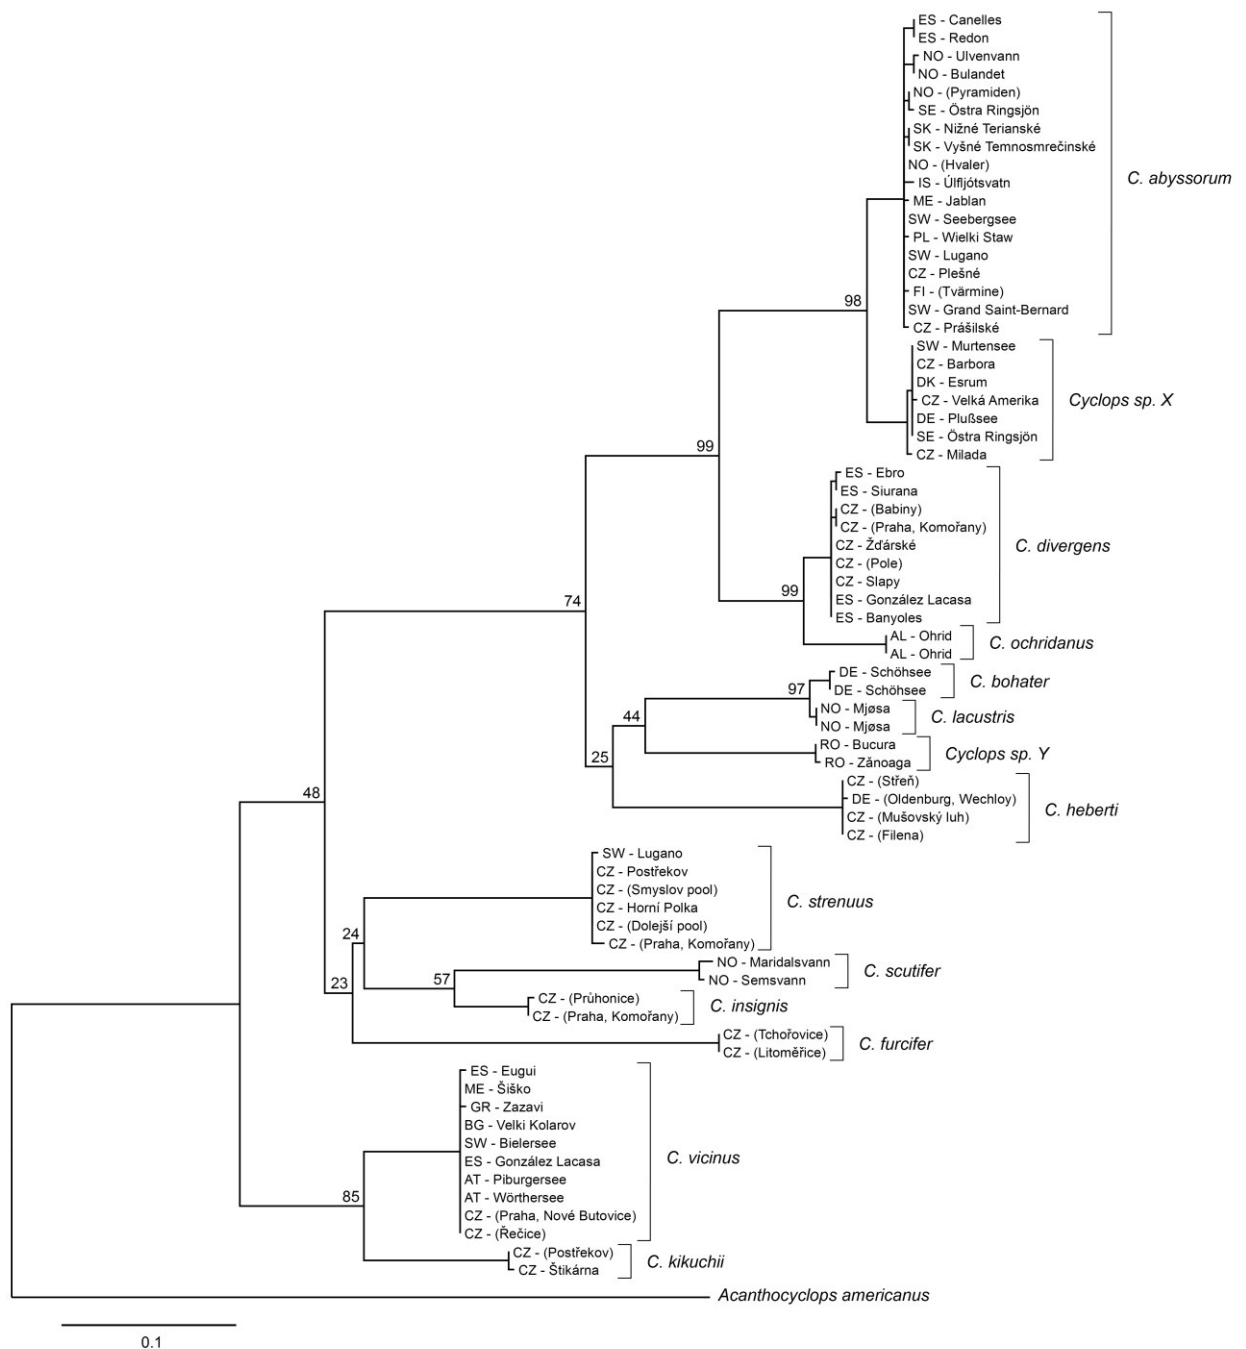 ES - Canelles
ES - Redon
NO - Ulvenvann
NO - Bulandet
NO - (Pyramiden)
SE - Östra Ringsjön
SK - Nižné Terianské
SK - Vyšné Temnosmrečinské
NO - (Hvaler)
IS - Úlfljótsvatn
ME - Jablan
SW - Seebergsee
PL - Wielki Staw
SW - Lugano
CZ - Plešné
FI - (Tvärmine)
SW - Grand Saint-Bernard
CZ - Prášilské
C. abyssorum
98
SW - Murtensee
CZ - Barbora
DK - Esrum
CZ - Velká Amerika
DE - Plußsee
SE - Östra Ringsjön
CZ - Milada
Cyclops sp. X
99
ES - Ebro
ES - Siurana
CZ - (Babiny)
CZ - (Praha, Komořany)
CZ - Žďárské
CZ - (Pole)
CZ - Slapy
ES - González Lacasa
ES - Banyoles
C. divergens
99
74
AL - Ohrid
AL - Ohrid
C. ochridanus
DE - Schöhsee
DE - Schöhsee
C. bohater
97
NO - Mjøsa
NO - Mjøsa
C. lacustris
44
RO - Bucura
RO - Zănoaga
Cyclops sp. Y
25
CZ - (Střeň)
DE - (Oldenburg, Wechloy)
CZ - (Mušovský luh)
CZ - (Filena)
C. heberti
48
SW - Lugano
CZ - Postřekov
CZ - (Smyslov pool)
CZ - Horní Polka
CZ - (Dolejší pool)
CZ - (Praha, Komořany)
C. strenuus
24
NO - Maridalsvann
NO - Semsvann
C. scutifer
57
23
CZ - (Průhonice)
CZ - (Praha, Komořany)
C. insignis
CZ - (Tchořovice)
CZ - (Litoměřice)
C. furcifer
ES - Eugui
ME - Šiško
GR - Zazavi
BG - Velki Kolarov
SW - Bielersee
ES - González Lacasa
AT - Piburgersee
AT - Wörthersee
CZ - (Praha, Nové Butovice)
CZ - (Řečice)
C. vicinus
85
CZ - (Postřekov)
CZ - Štikárna
C. kikuchii
Acanthocyclops americanus
0.1